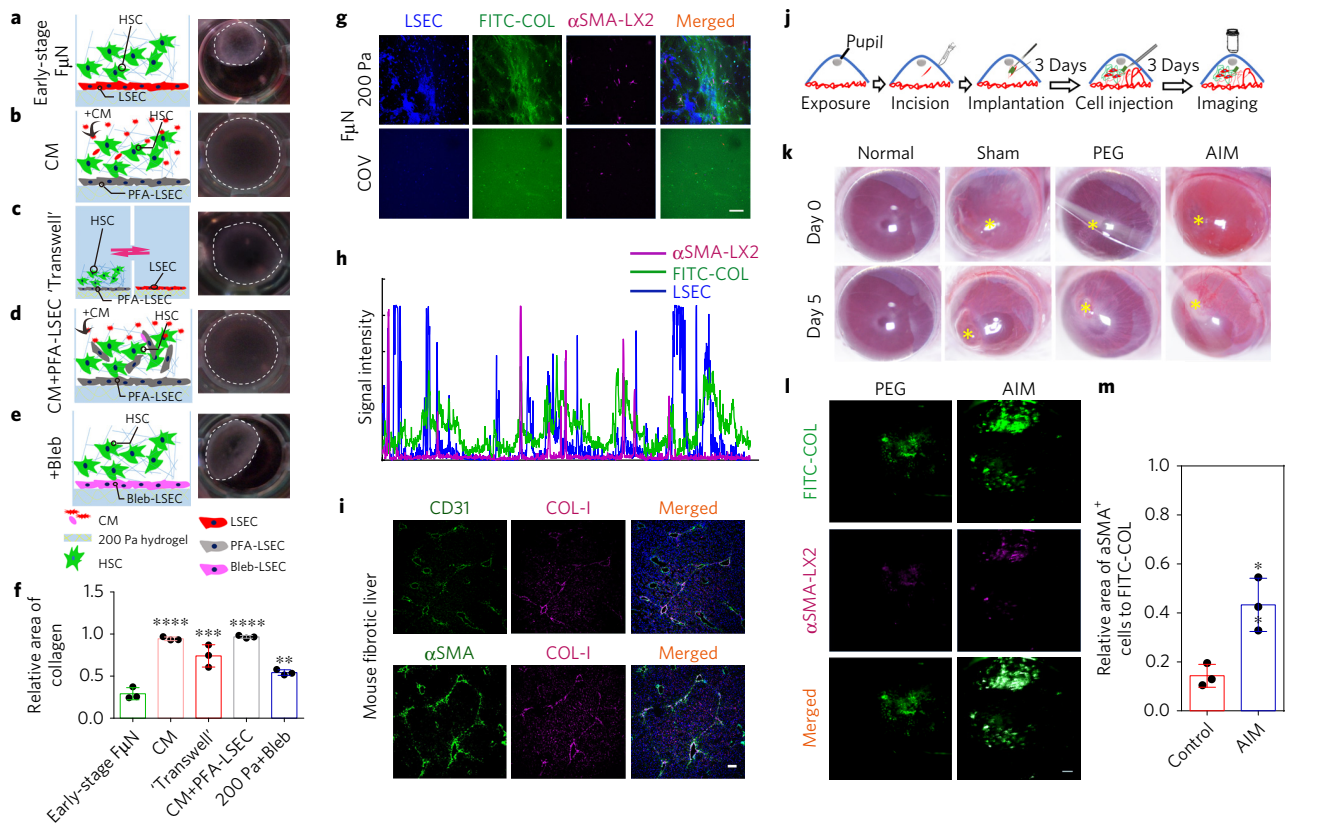 a
Early-stage
FμN
HSC
LSEC
b
CM
+CM
HSC
PFA-LSEC
c
'Transwell'
HSC
LSEC
PFA-LSEC
d
CM+PFA-LSEC
+CM
HSC
PFA-LSEC
e
+Bleb
HSC
Bleb-LSEC
CM
200 Pa hydrogel
HSC
LSEC
PFA-LSEC
Bleb-LSEC
f
Relative area of
collagen
1.5
1.0
0.5
0.0
****
***
****
**
Early-stage FμN
CM
'Transwell'
CM+PFA-LSEC
200 Pa+Bleb
g
LSEC FITC-COL αSMA-LX2 Merged
FμN
200 Pa
COV
h
αSMA-LX2
FITC-COL
LSEC
Signal intensity
i
Mouse fibrotic liver
CD31 COL-I Merged
αSMA COL-I Merged
j
Pupil
3 Days 3 Days
Exposure Incision Implantation Cell injection Imaging
k
Normal Sham PEG AIM
Day 0
* * *
Day 5
* * *
l
PEG AIM
FITC-COL
αSMA-LX2
Merged
m
Relative area of aSMA+
cells to FITC-COL
1.0
0.8
0.6
0.4
0.2
0.0
*
*
Control
AIM